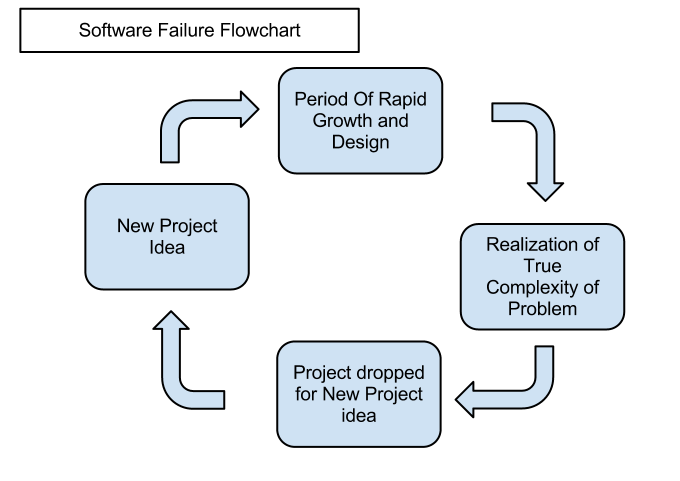 Software Failure Flowchart
Period Of Rapid
Growth and
Design
New Project
Idea
Realization of
True
Complexity of
Problem
Project dropped
for New Project
idea